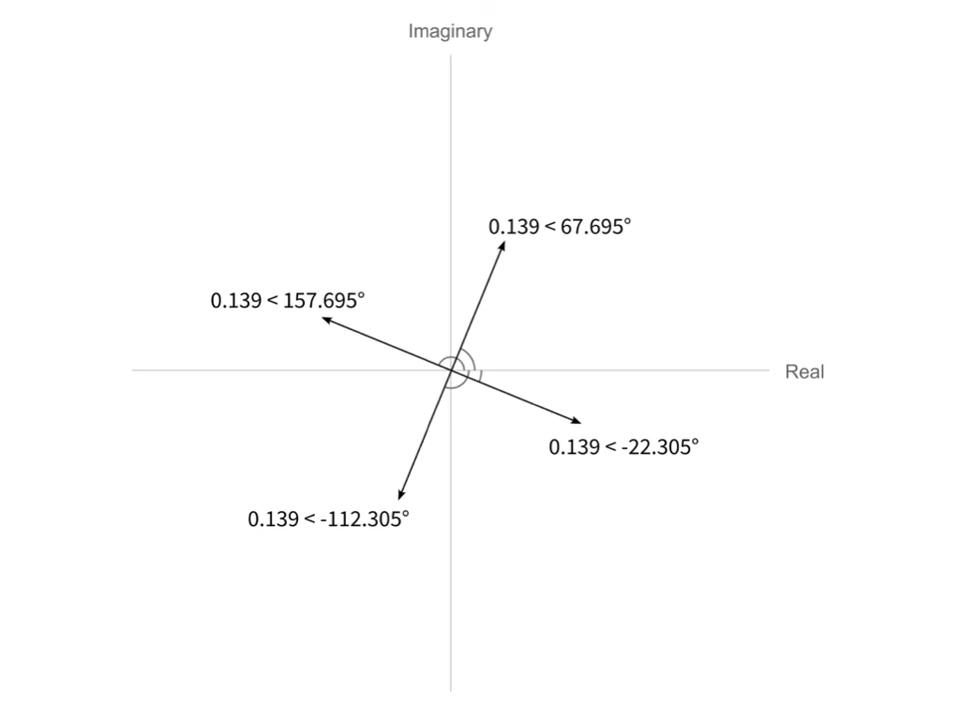 Imaginary
0.139 < 67.695°
0.139 < 157.695°
Real
0.139 < -22.305°
0.139 < -112.305°